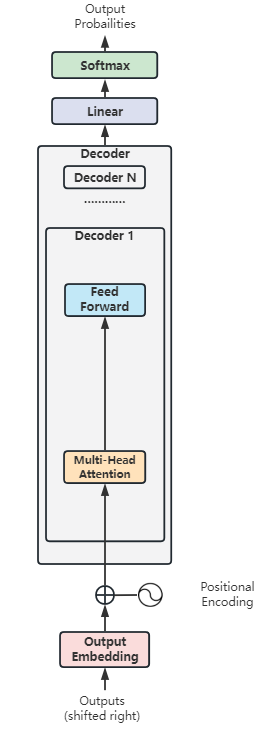 Output
Probailities
Softmax
Linear
Decoder
Decoder N
............
Decoder 1
Feed
Forward
Multi-Head
Attention
Positional
Encoding
Output
Embedding
Outputs
(shifted right)